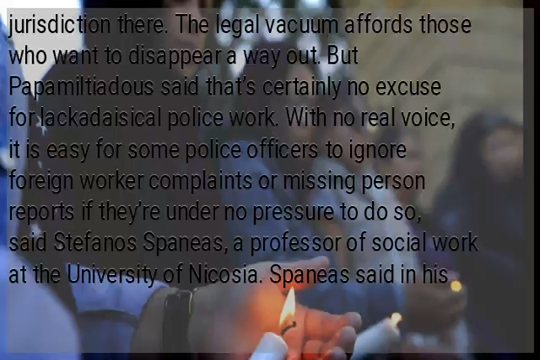 jurisdiction there. The legal vacuum affords those
who want to disappear a way out. But
Papamiltiadous said that's certainly no excuse
for lackadaisical police work. With no real voice,
it is easy for some police officers to ignore
foreign worker complaints or missing person
reports if they're under no pressure to do so,
said Stefanos Spaneas, a professor of social work
at the University of Nicosia. Spaneas said in his